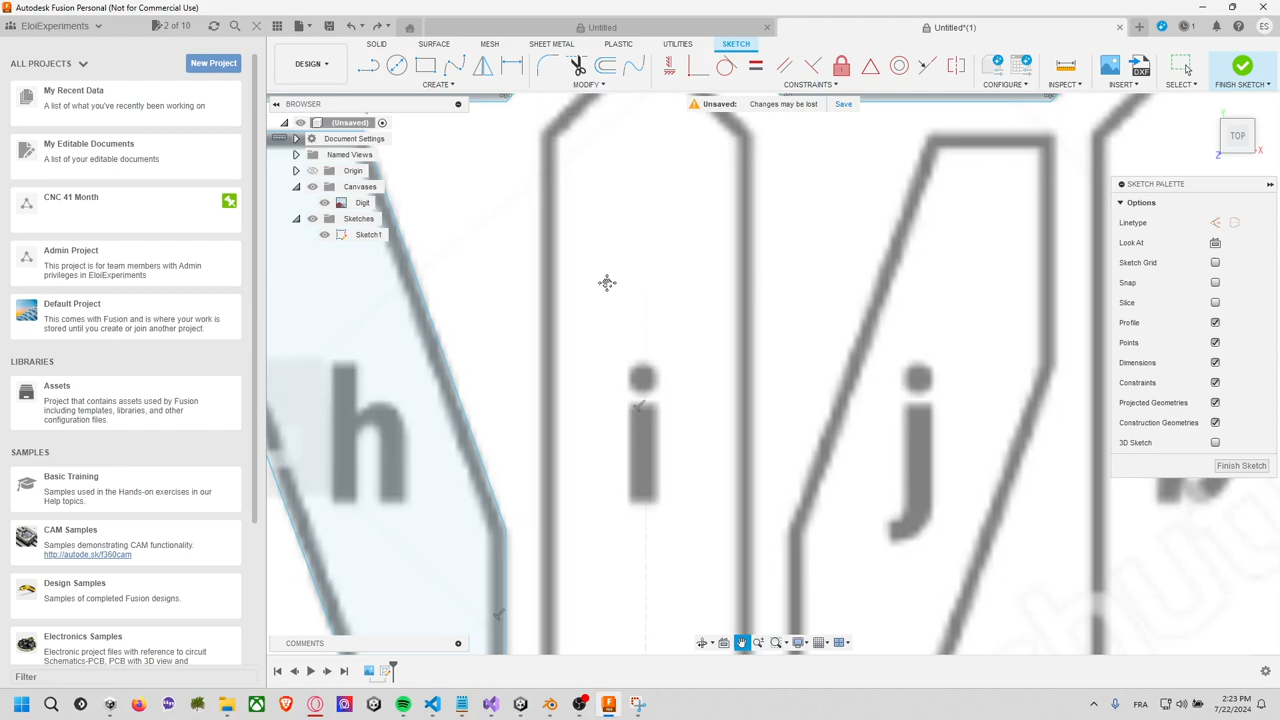 Autodesk Fusion Personal (Not for Commercial Use)
EloiExperiments
2 of 10
Untitled
Untitled*(1)
1
ES
ALL PROJECTS
New Project
My Recent Data
A list of what you've recently been working on
My Editable Documents
A list of your editable documents
CNC 41 Month
Admin Project
This project is for team members with Admin
privileges in EloiExperiments
Default Project
This comes with Fusion and is where your work is
stored until you create or join another project.
LIBRARIES
Assets
Project that contains assets used by Fusion
including templates, libraries, and other
configuration files.
SAMPLES
Basic Training
Samples used in the Hands-on exercises in our
Help topics.
CAM Samples
Samples demonstrating CAM functionality.
http://autode.sk/f360cam
Design Samples
Samples of completed Fusion designs.
Electronics Samples
From reference with circuit to circuit
Schematics-PCB, PCB with 3D view and
Filter
DESIGN
SOLID
SURFACE
MESH
SHEET METAL
PLASTIC
UTILITIES
SKETCH
CREATE
MODIFY
CONSTRAINTS
CONFIGURE
INSPECT
INSERT
SELECT
FINISH SKETCH
DXF
BROWSER
Unsaved:
Changes may be lost
Save
(Unsaved)
Document Settings
Named Views
Origin
Canvases
Digit
Sketches
Sketch1
h
i
j
TOP
X
Y
Z
SKETCH PALETTE
Options
Linetype
Look At
Sketch Grid
Snap
Slice
Profile
Points
Dimensions
Constraints
Projected Geometries
Construction Geometries
3D Sketch
Finish Sketch
COMMENTS
FRA
2:23 PM
7/22/2024